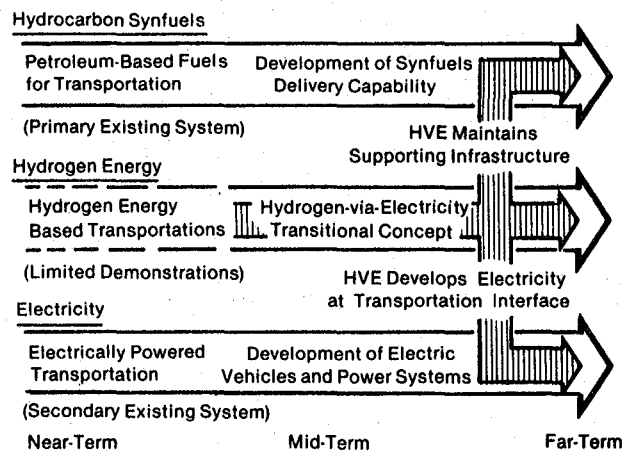 Hydrocarbon Synfuels
Petroleum-Based Fuels
for Transportation
Development of Synfuels
Delivery Capability
(Primary Existing System)
HVE Maintains
Supporting Infrastructure
Hydrogen Energy
Hydrogen Energy
Based Transportations
Hydrogen-via-Electricity
Transitional Concept
(Limited Demonstrations)
HVE Develops Electricity
at Transportation Interface
Electricity
Electrically Powered
Transportation
Development of Electric
Vehicles and Power Systems
(Secondary Existing System)
Near-Term
Mid-Term
Far-Term